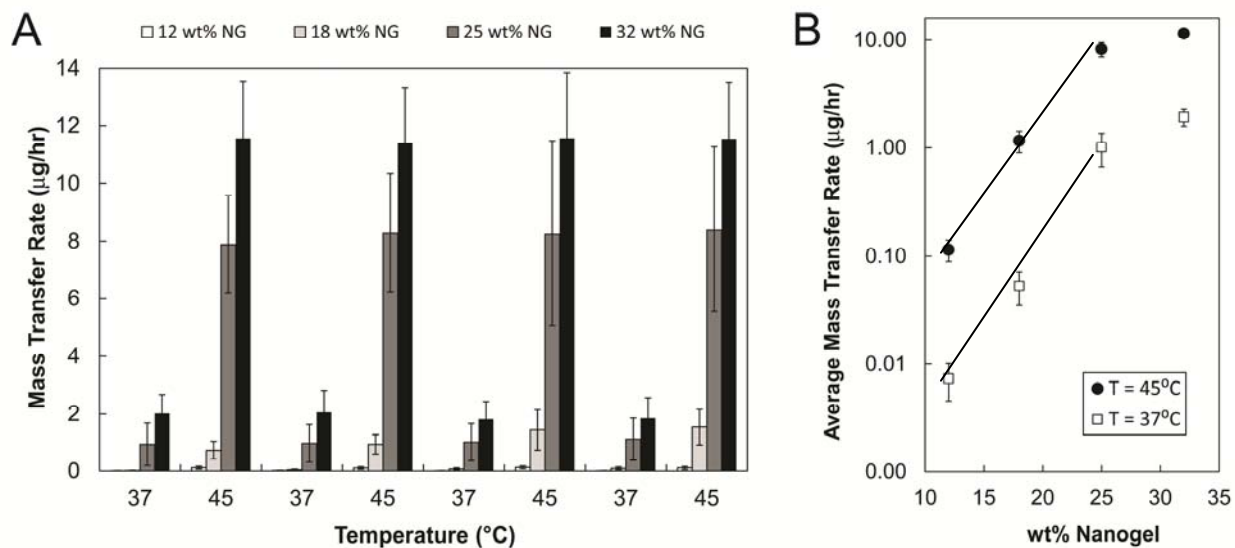 A
12 wt% NG 18 wt% NG 25 wt% NG 32 wt% NG
Mass Transfer Rate (µg/hr)
14
12
10
8
6
4
2
0
37 45 37 45 37 45 37 45
Temperature (°C)
B
Average Mass Transfer Rate (µg/hr)
10.00
1.00
0.10
0.01
0.00
T = 45⁰C
T = 37⁰C
10 15 20 25 30 35
wt% Nanogel